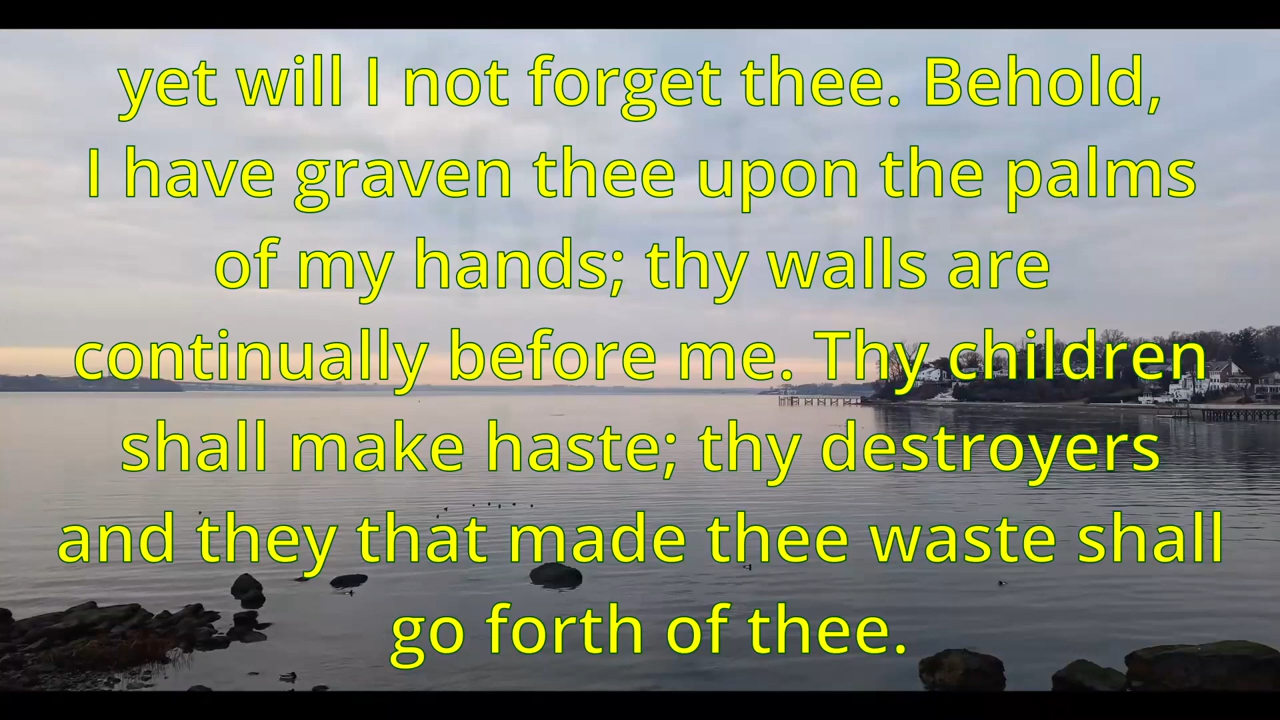 yet will I not forget thee. Behold,
I have graven thee upon the palms
of my hands; thy walls are
continually before me. Thy children
shall make haste; thy destroyers
and they that made thee waste shall
go forth of thee.